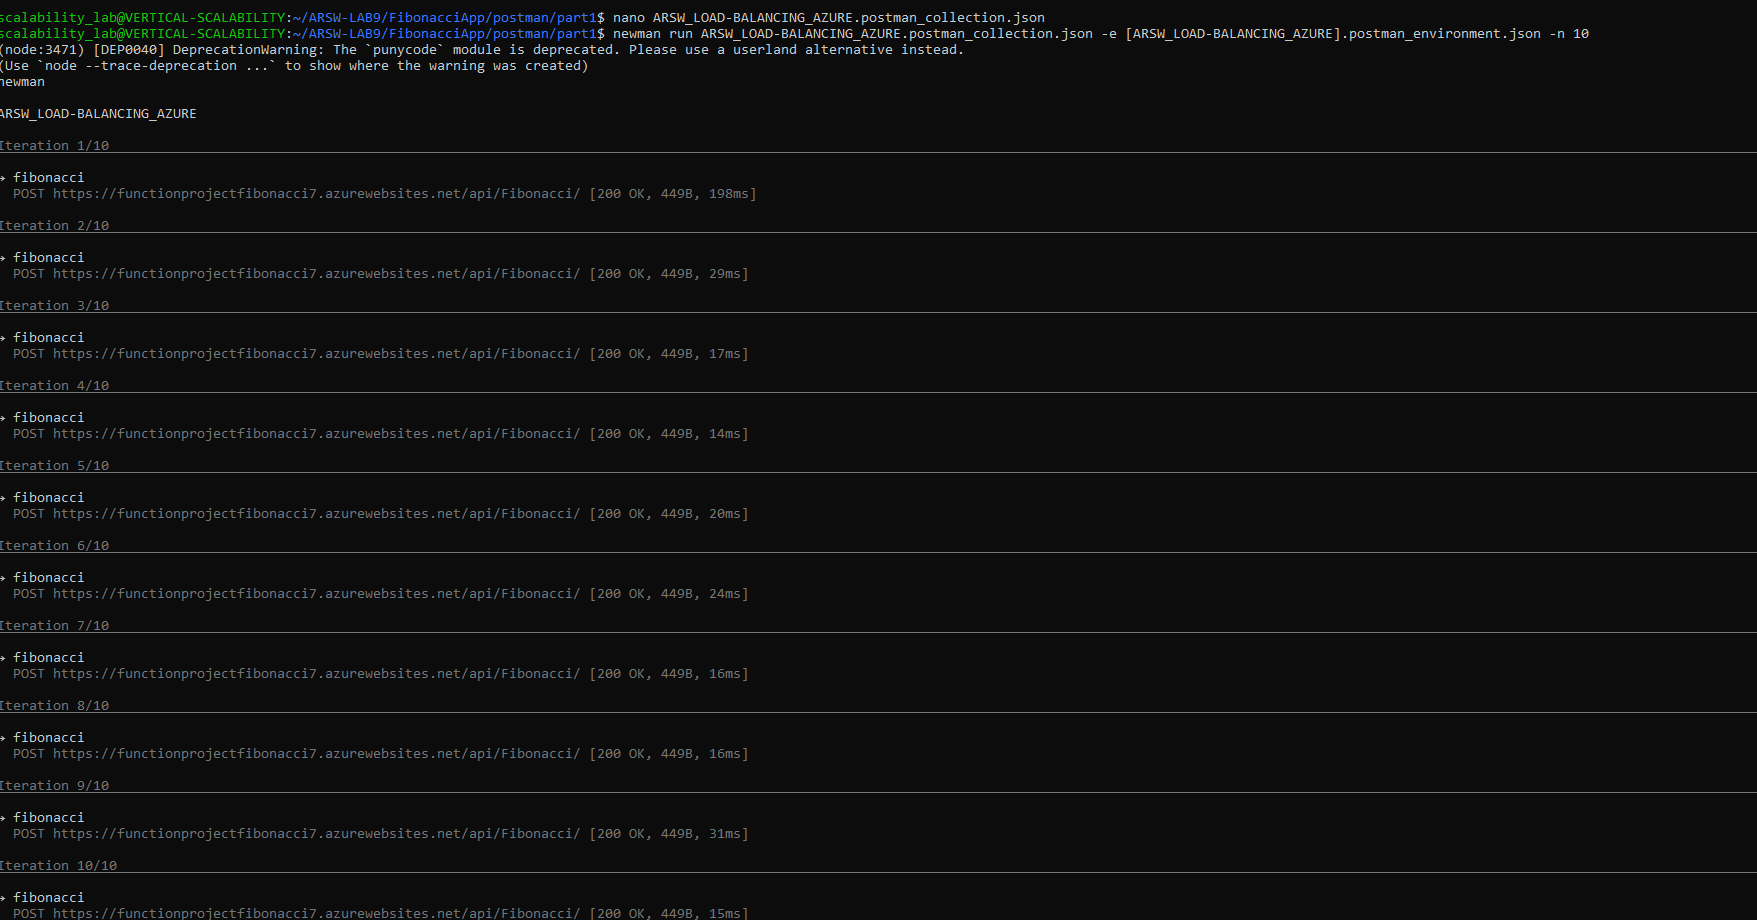 scalability_lab@VERTICAL-SCALABILITY:~/ARSW-LAB9/FibonacciApp/postman/part1$ nano ARSW_LOAD-BALANCING_AZURE.postman_collection.json
scalability_lab@VERTICAL-SCALABILITY:~/ARSW-LAB9/FibonacciApp/postman/part1$ newman run ARSW_LOAD-BALANCING_AZURE.postman_collection.json -e [ARSW_LOAD-BALANCING_AZURE].postman_environment.json -n 10
(node:3471) [DEP0040] DeprecationWarning: The `punycode` module is deprecated. Please use a userland alternative instead.
(Use `node --trace-deprecation ...` to show where the warning was created)
newman
ARSW_LOAD-BALANCING_AZURE
Iteration 1/10
→ fibonacci
POST https://functionprojectfibonacci7.azurewebsites.net/api/Fibonacci/ [200 OK, 449B, 198ms]
Iteration 2/10
→ fibonacci
POST https://functionprojectfibonacci7.azurewebsites.net/api/Fibonacci/ [200 OK, 449B, 29ms]
Iteration 3/10
→ fibonacci
POST https://functionprojectfibonacci7.azurewebsites.net/api/Fibonacci/ [200 OK, 449B, 17ms]
Iteration 4/10
→ fibonacci
POST https://functionprojectfibonacci7.azurewebsites.net/api/Fibonacci/ [200 OK, 449B, 14ms]
Iteration 5/10
→ fibonacci
POST https://functionprojectfibonacci7.azurewebsites.net/api/Fibonacci/ [200 OK, 449B, 20ms]
Iteration 6/10
→ fibonacci
POST https://functionprojectfibonacci7.azurewebsites.net/api/Fibonacci/ [200 OK, 449B, 24ms]
Iteration 7/10
→ fibonacci
POST https://functionprojectfibonacci7.azurewebsites.net/api/Fibonacci/ [200 OK, 449B, 16ms]
Iteration 8/10
→ fibonacci
POST https://functionprojectfibonacci7.azurewebsites.net/api/Fibonacci/ [200 OK, 449B, 16ms]
Iteration 9/10
→ fibonacci
POST https://functionprojectfibonacci7.azurewebsites.net/api/Fibonacci/ [200 OK, 449B, 31ms]
Iteration 10/10
→ fibonacci
POST https://functionprojectfibonacci7.azurewebsites.net/api/Fibonacci/ [200 OK, 449B, 15ms]